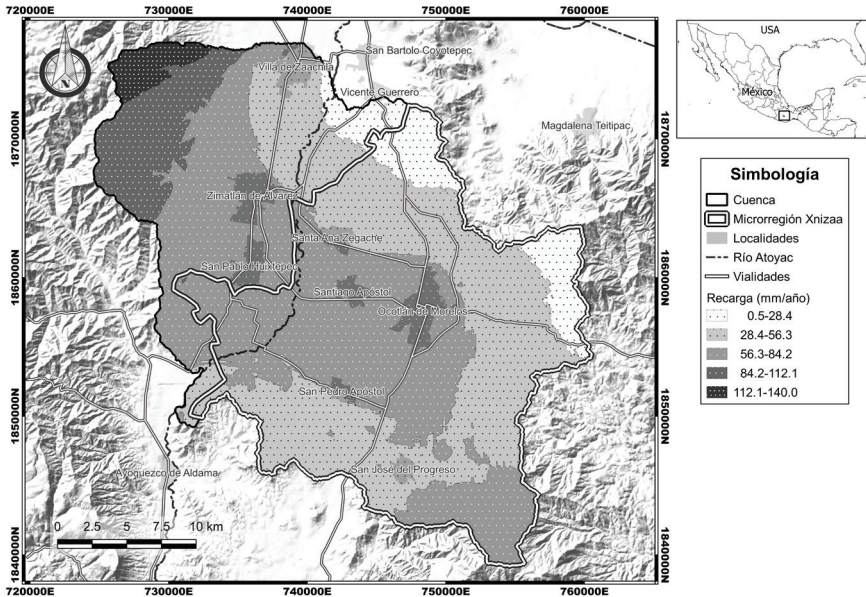 720000E 730000E 740000E 750000E 760000E
San Bartolo Coyotepec
Villa de Zaachila
Vicente Guerrero
Magdalena Teitipac
Zimatlán de Álvarez
Santa Ana Zegache
San Pablo Huixtepec
Santiago Apóstol
Ocotlán de Morelos
San Pedro Apóstol
San José del Progreso
Ayoquezco de Aldama
N
0 2.5 5 7.5 10 km
1870000N
1860000N
1850000N
1840000N
1870000N
1860000N
1850000N
1840000N
720000E 730000E 740000E 750000E 760000E
USA
México
Simbología
Cuenca
Microrregión Xnizaa
Localidades
Río Atoyac
Vialidades
Recarga (mm/año)
0.5-28.4
28.4-56.3
56.3-84.2
84.2-112.1
112.1-140.0